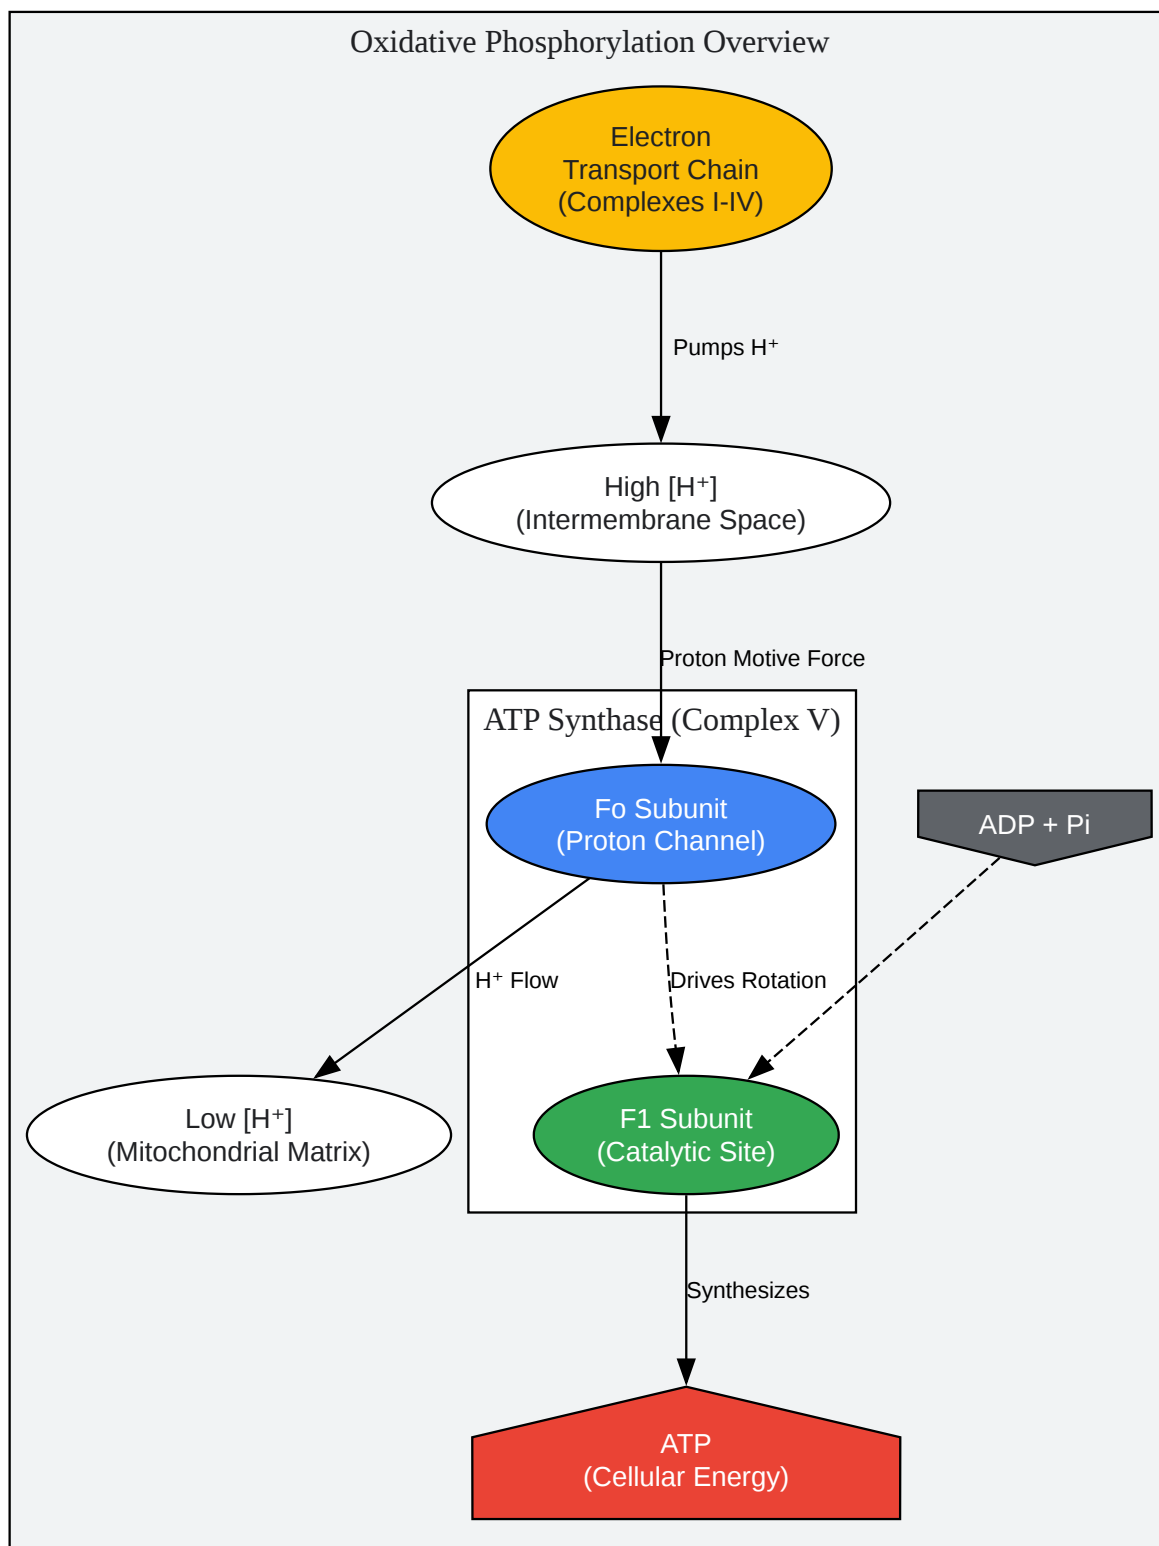 Oxidative Phosphorylation Overview
Electron
Transport Chain
(Complexes I-IV)
Pumps H⁺
High [H⁺]
(Intermembrane Space)
Proton Motive Force
ATP Synthase (Complex V)
Fo Subunit
(Proton Channel)
ADP + Pi
H⁺ Flow
Drives Rotation
Low [H⁺]
(Mitochondrial Matrix)
F1 Subunit
(Catalytic Site)
Synthesizes
ATP
(Cellular Energy)